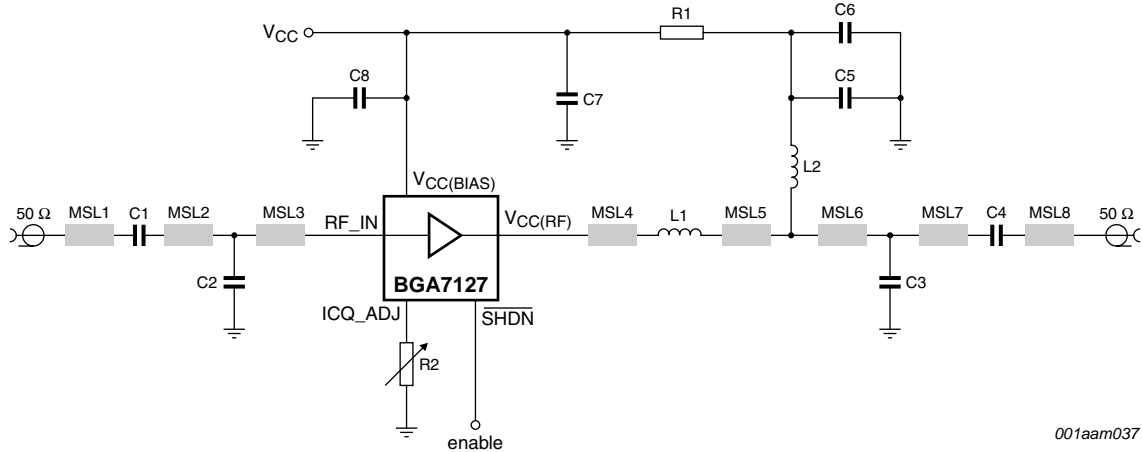 R1
C6
VCC
C8
C7
C5
L2
VCC(BIAS)
50 Ω
MSL1
C1
MSL2
MSL3
RF_IN
VCC(RF)
MSL4
L1
MSL5
MSL6
MSL7
C4
MSL8
50 Ω
C2
BGA7127
C3
ICQ_ADJ
SHDN
R2
enable
001aam037